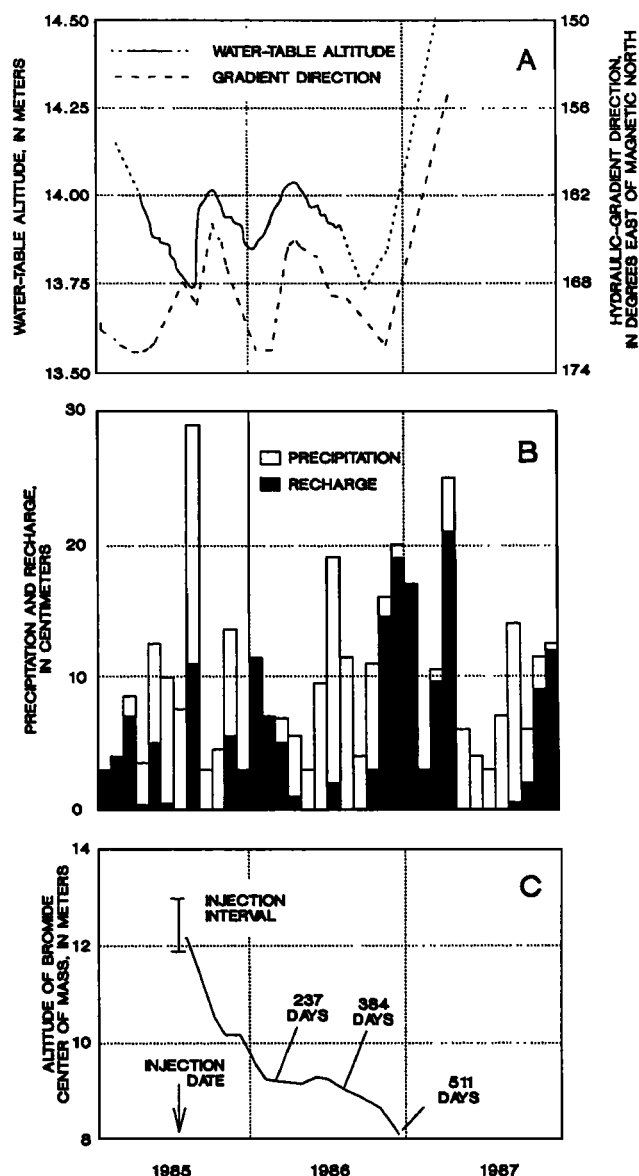 14.50
14.25
14.00
13.75
13.50
WATER-TABLE ALTITUDE, IN METERS
WATER-TABLE ALTITUDE
GRADIENT DIRECTION
A
150
156
162
168
174
HYDRAULIC-GRADIENT DIRECTION,
IN DEGREES EAST OF MAGNETIC NORTH
30
20
10
0
PRECIPITATION AND RECHARGE,
IN CENTIMETERS
PRECIPITATION
RECHARGE
B
14
12
10
8
ALTITUDE OF BROMIDE
CENTER OF MASS, IN METERS
INJECTION
INTERVAL
C
237
DAYS
384
DAYS
511
DAYS
INJECTION
DATE
1985
1986
1987